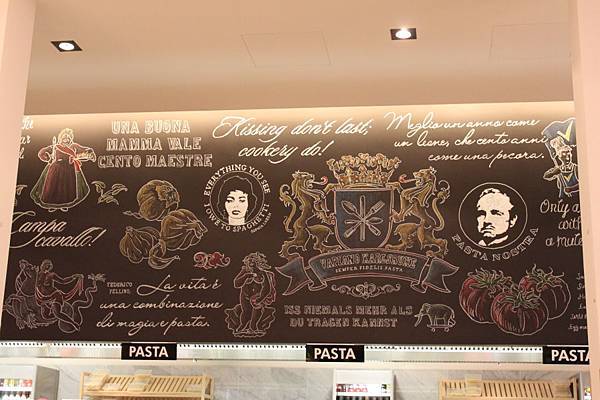 UNA BUONA
MAMMA VALE
CENTO MAESTRE
Kissing don't last;
cookery do!
Meglio un anno come
un leone, che cento anni
come una pecora.
EVERYTHING YOU SEE
I OWE TO SPAGHETTI
Campa
cavallo!
VAPIANO KARLSRUHE
SEMPER FIDELIS PASTA
PASTA NOSTRA
Only a
with
FEDERICO
FELLINI
La vita è
una combinazione
di magia e pasta.
ISS NIEMALS MEHR ALS
DU TRAGEN KANNST
PASTA
PASTA
PASTA